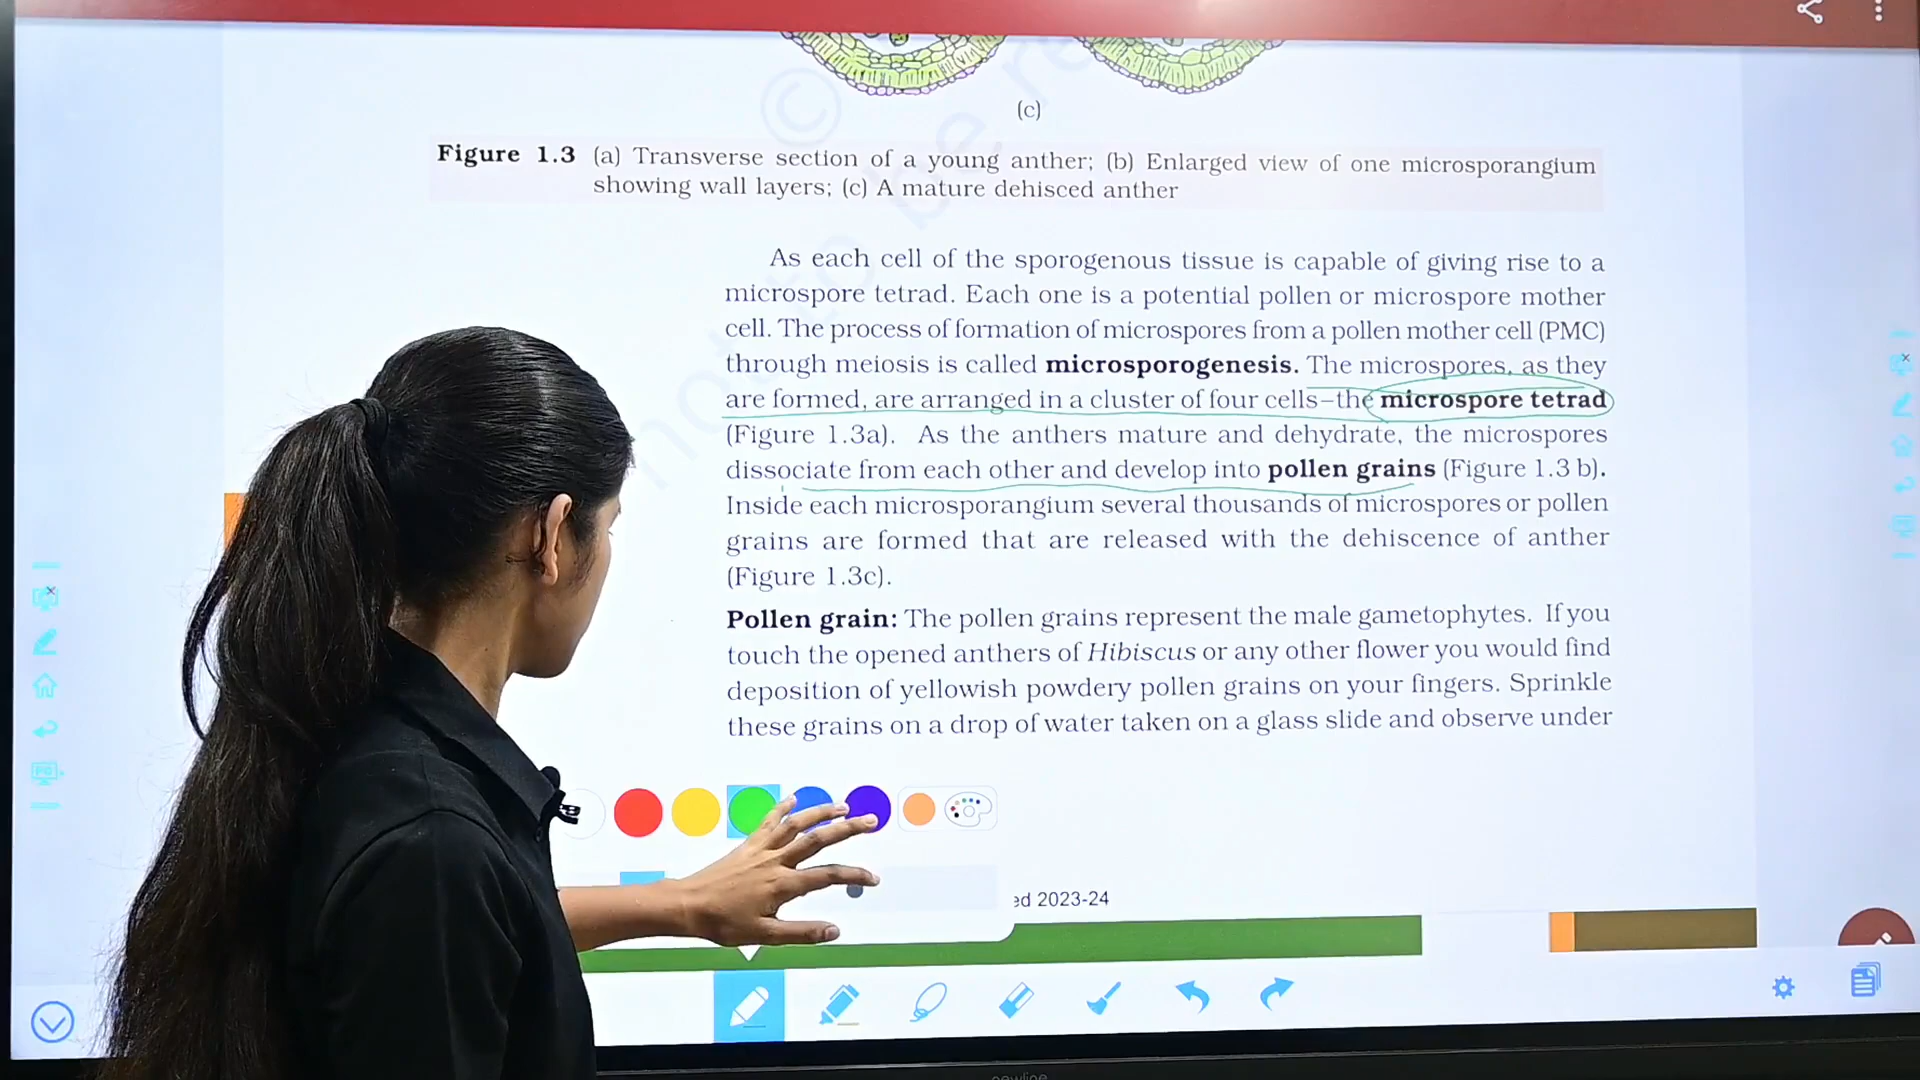 (c)
Figure 1.3 (a) Transverse section of a young anther; (b) Enlarged view of one microsporangium
showing wall layers; (c) A mature dehisced anther
As each cell of the sporogenous tissue is capable of giving rise to a
microspore tetrad. Each one is a potential pollen or microspore mother
cell. The process of formation of microspores from a pollen mother cell (PMC)
through meiosis is called microsporogenesis. The microspores, as they
are formed, are arranged in a cluster of four cells–the microspore tetrad
(Figure 1.3a). As the anthers mature and dehydrate, the microspores
dissociate from each other and develop into pollen grains (Figure 1.3 b).
Inside each microsporangium several thousands of microspores or pollen
grains are formed that are released with the dehiscence of anther
(Figure 1.3c).
Pollen grain: The pollen grains represent the male gametophytes. If you
touch the opened anthers of Hibiscus or any other flower you would find
deposition of yellowish powdery pollen grains on your fingers. Sprinkle
these grains on a drop of water taken on a glass slide and observe under
2023-24
newline